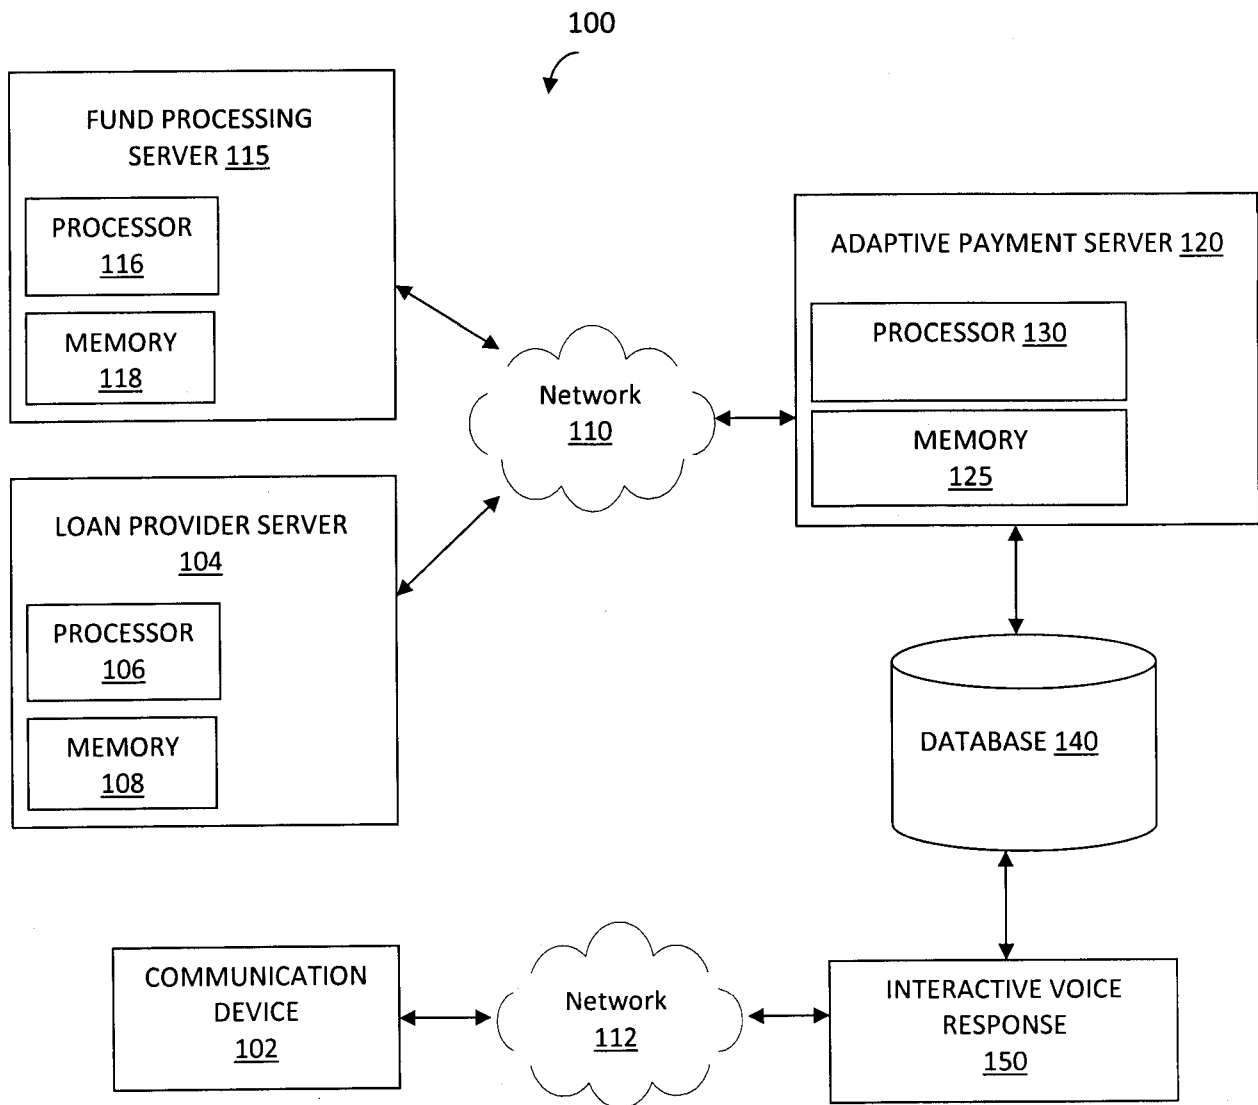 100
FUND PROCESSING
SERVER 115
PROCESSOR
116
MEMORY
118
ADAPTIVE PAYMENT SERVER 120
PROCESSOR 130
MEMORY
125
Network
110
LOAN PROVIDER SERVER
104
PROCESSOR
106
MEMORY
108
DATABASE 140
COMMUNICATION
DEVICE
102
Network
112
INTERACTIVE VOICE
RESPONSE
150